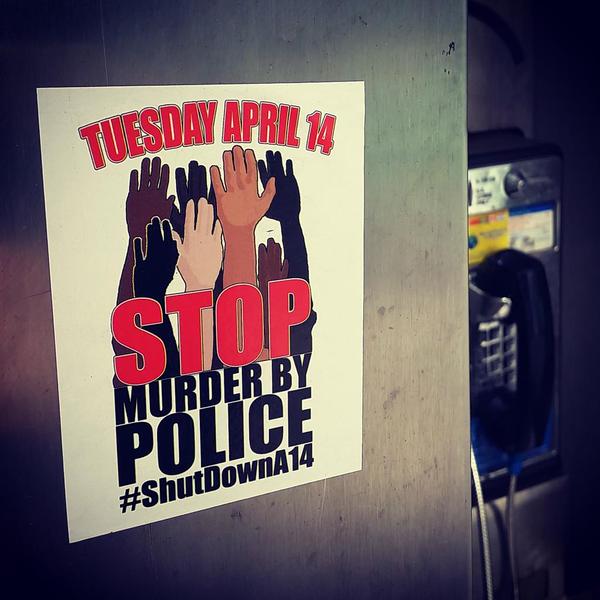 TUESDAY APRIL 14
STOP
MURDER BY
POLICE
#ShutDownA14